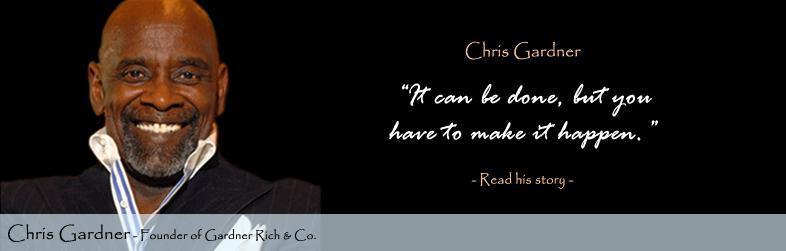 Chris Gardner
“It can be done, but you
have to make it happen.”
- Read his story -
Chris Gardner - Founder of Gardner Rich & Co.